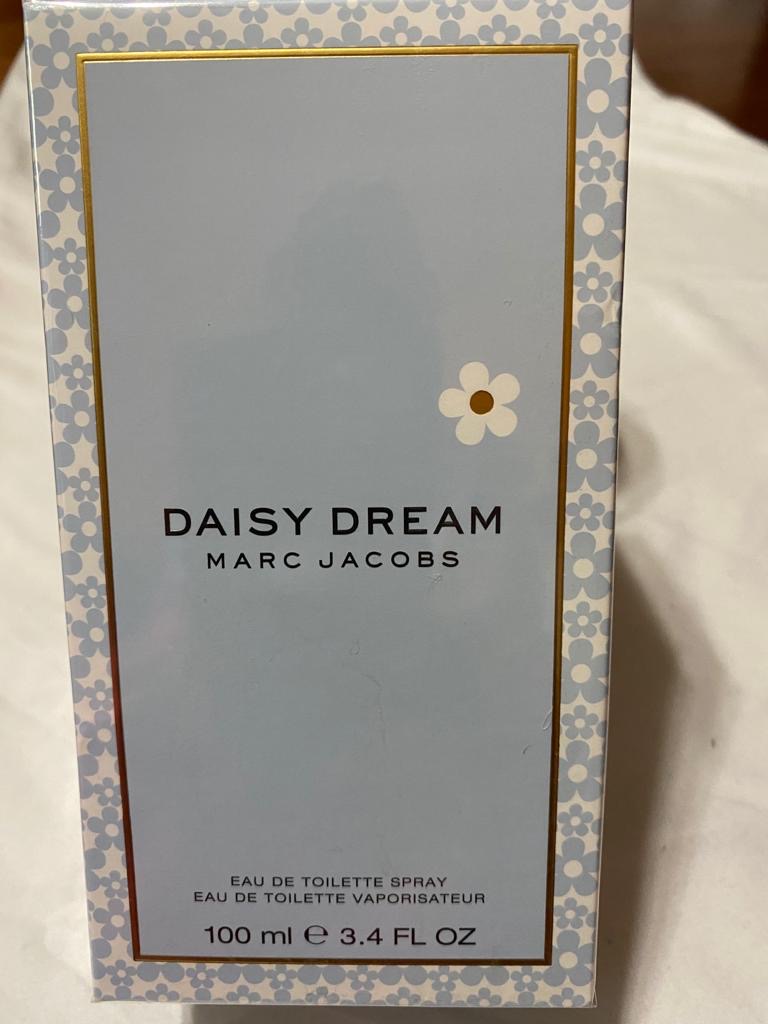 DAISY DREAM
MARC JACOBS
EAU DE TOILETTE SPRAY
EAU DE TOILETTE VAPORISATEUR
100 ml ℮ 3.4 FL OZ